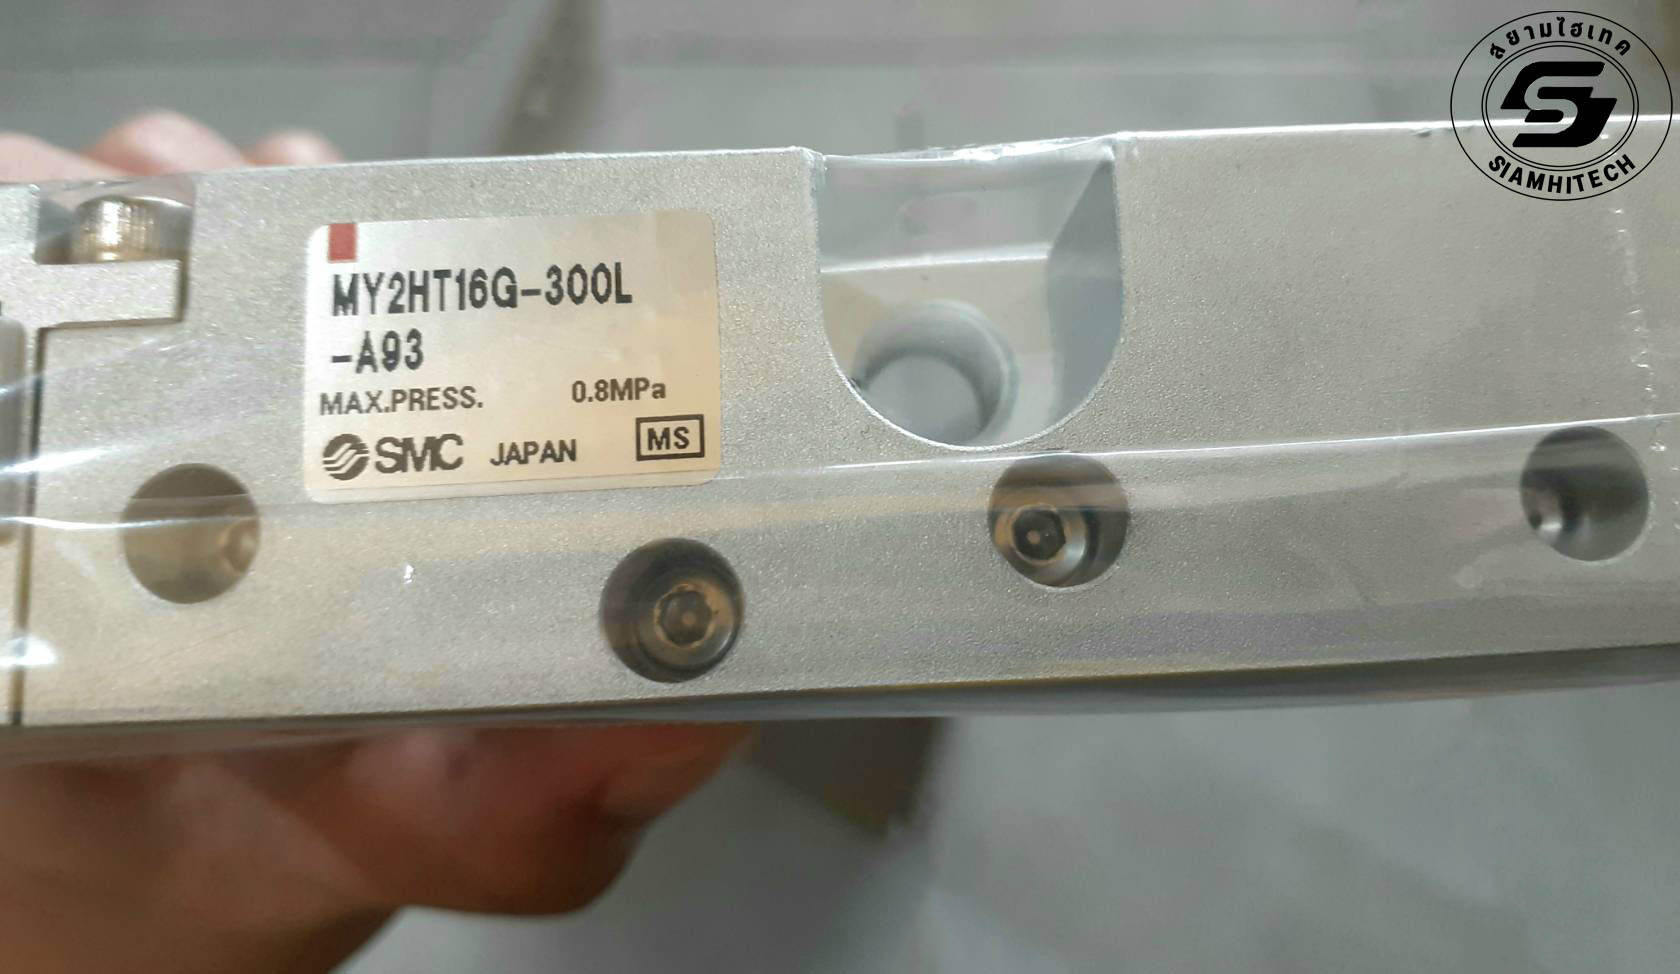 สยามไฮเทค
SIAMHITECH
MY2HT16G-300L
-A93
MAX.PRESS. 0.8MPa
SMC JAPAN MS